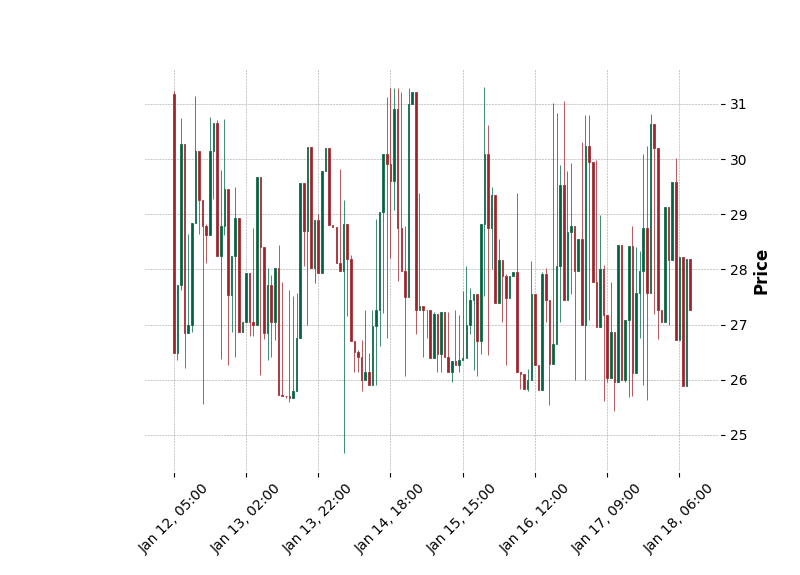 31
30
29
28
27
26
25
Price
Jan 12, 05:00
Jan 13, 02:00
Jan 13, 22:00
Jan 14, 18:00
Jan 15, 15:00
Jan 16, 12:00
Jan 17, 09:00
Jan 18, 06:00